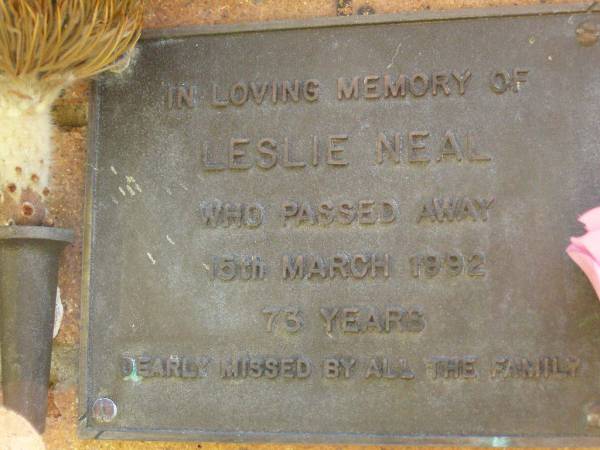 IN LOVING MEMORY OF
LESLIE NEAL
WHO PASSED AWAY
15th MARCH 1992
73 YEARS
DEARLY MISSED BY ALL THE FAMILY